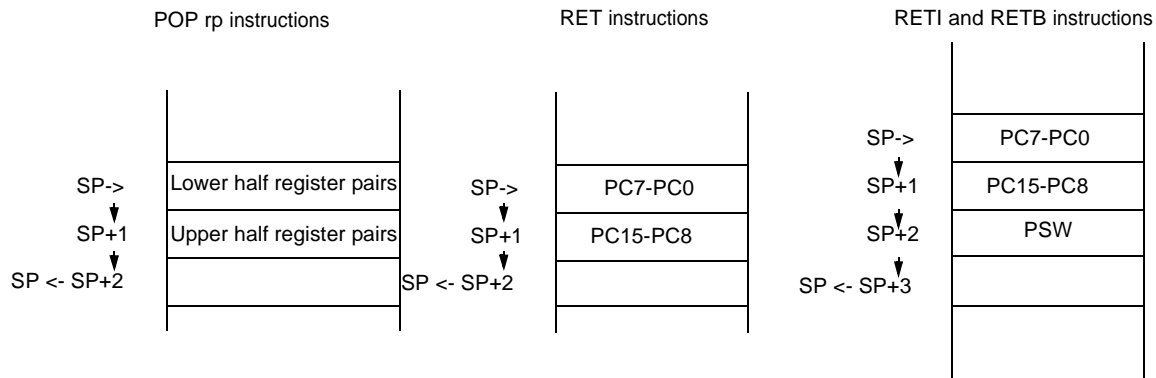 POP rp instructions
SP->
Lower half register pairs
SP+1
Upper half register pairs
SP <- SP+2
RET instructions
SP->
PC7-PC0
SP+1
PC15-PC8
SP <- SP+2
RETI and RETB instructions
SP->
PC7-PC0
SP+1
PC15-PC8
SP+2
PSW
SP <- SP+3